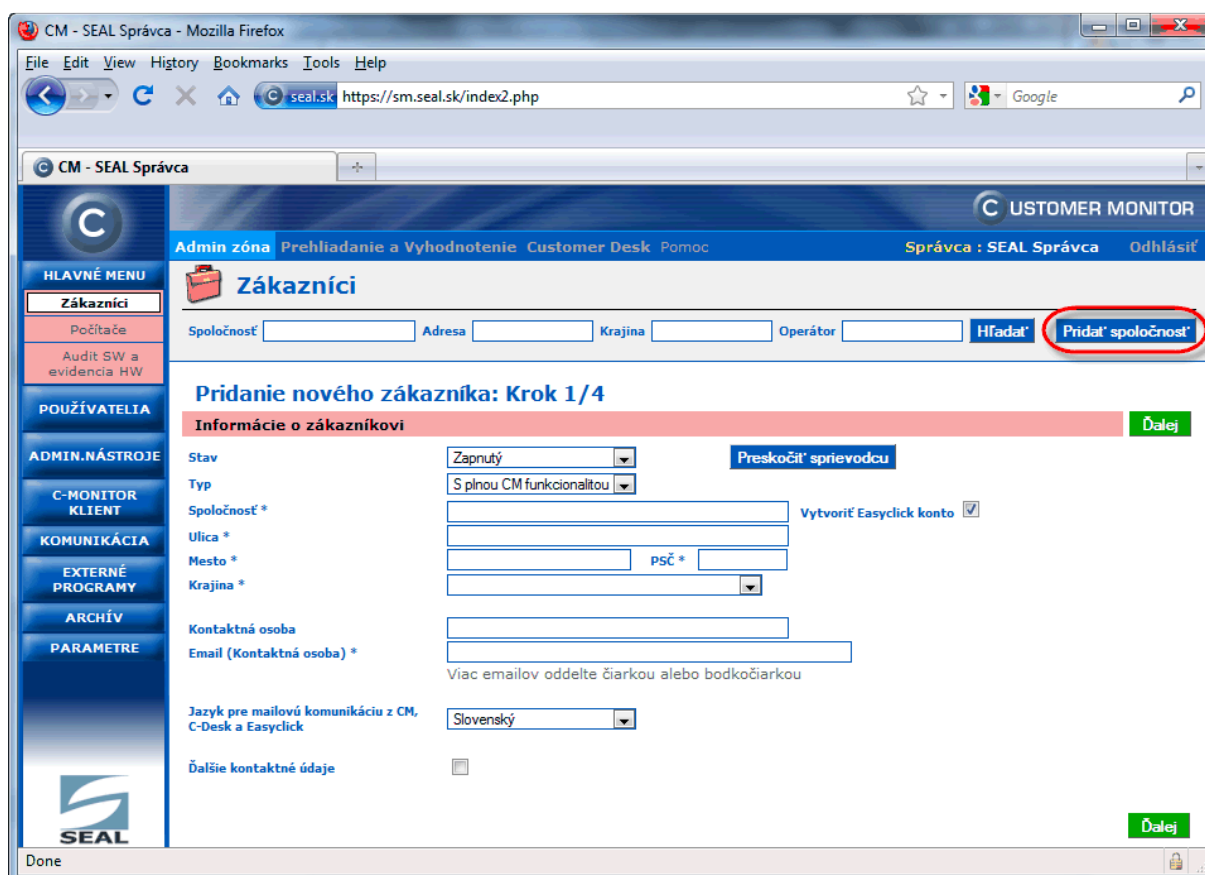 CM - SEAL Správca - Mozilla Firefox
File Edit View History Bookmarks Tools Help
seal.sk https://sm.seal.sk/index2.php
Google
CM - SEAL Správca
C
C USTOMER MONITOR
Admin zóna Prehliadanie a Vyhodnotenie Customer Desk Pomoc Správca : SEAL Správca Odhlásiť
HLAVNÉ MENU
Zákazníci
Počítače
Audit SW a
evidencia HW
POUŽÍVATELIA
ADMIN.NÁSTROJE
C-MONITOR
KLIENT
KOMUNIKÁCIA
EXTERNÉ
PROGRAMY
ARCHÍV
PARAMETRE
SEAL
Zákazníci
Spoločnosť Adresa Krajina Operátor Hľadať Pridať spoločnosť
Pridanie nového zákazníka: Krok 1/4
Informácie o zákazníkovi Ďalej
Stav Zapnutý Preskočiť sprievodcu
Typ S plnou CM funkcionalitou
Spoločnosť * Vytvoriť Easyclick konto
Ulica *
Mesto * PSČ *
Krajina *
Kontaktná osoba
Email (Kontaktná osoba) *
Viac emailov oddelte čiarkou alebo bodkočiarkou
Jazyk pre mailovú komunikáciu z CM,
C-Desk a Easyclick
Slovenský
Ďalšie kontaktné údaje
Ďalej
Done